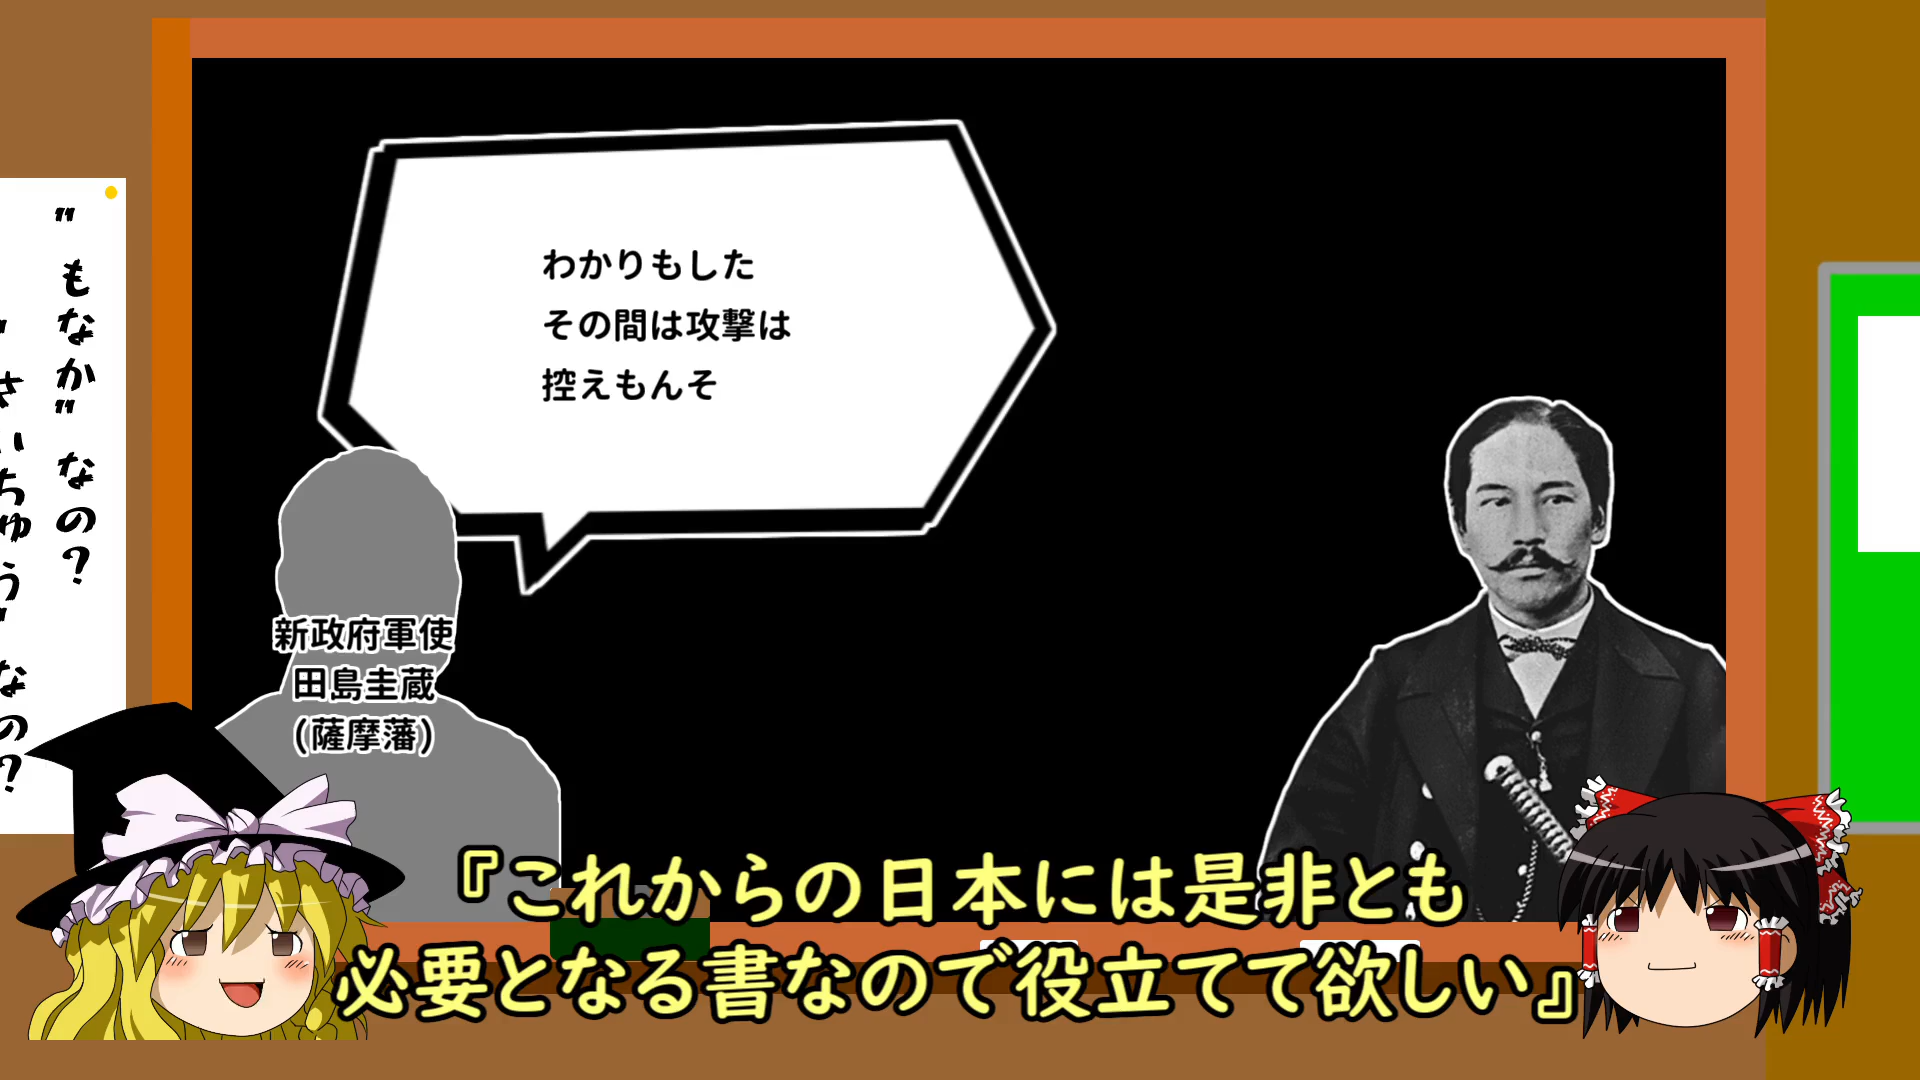 わかりもした
その間は攻撃は
控えもんそ
新政府軍使
田島圭蔵
(薩摩藩)
"もなか"なの?
"さいちゅう"なの?
『これからの日本には是非とも
必要となる書なので役立てて欲しい』